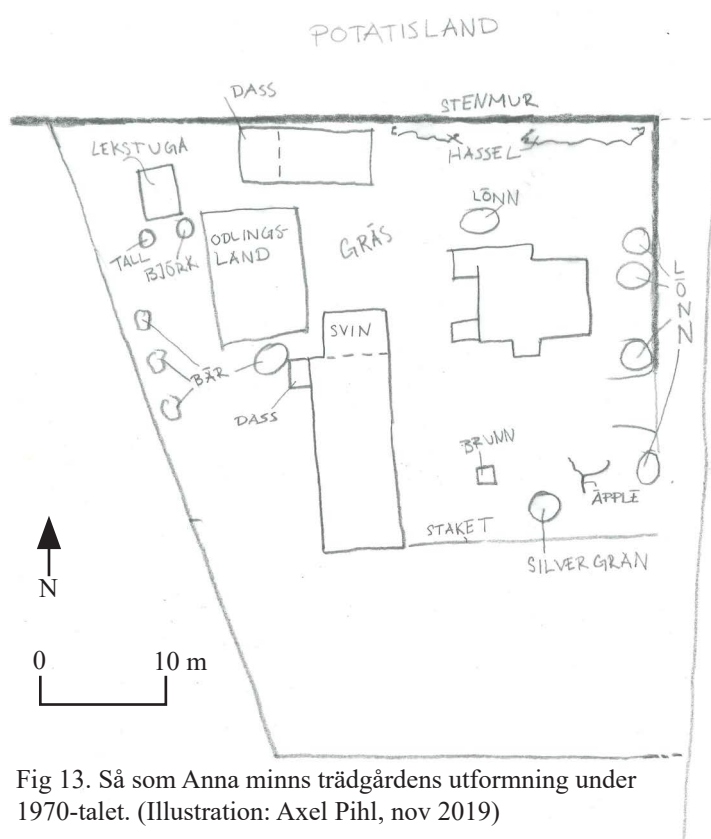 POTATISLAND
DASS
STENMUR
LEKSTUGA
HASSEL
LÖNN
ODLINGS-
LAND
GRÄS
TALL
BJÖRK
LÖNN
SVIN
BÄR
DASS
BRUNN
ÄPPLE
STAKET
SILVERGRAN
N
0 10 m
Fig 13. Så som Anna minns trädgårdens utformning under
1970-talet. (Illustration: Axel Pihl, nov 2019)